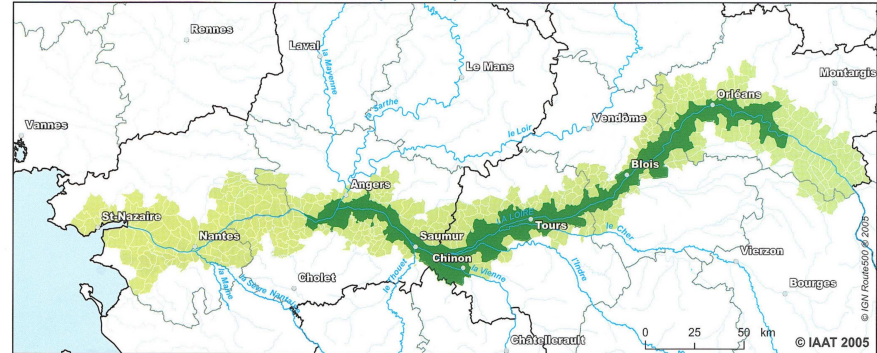 Rennes
Laval
la Mayenne
Le Mans
la Sarthe
le Loir
Montargis
Orléans
Vannes
Vendôme
Blois
Angers
St-Nazaire
LA LOIRE
Tours
Nantes
Saumur
le Cher
Chinon
la Vienne
l'Indre
Vierzon
Cholet
le Thouet
la Maine
la Sèvre Nantaise
Bourges
Châtellerault
0 25 50 km
© IGN Route500 ® 2005
© IAAT 2005